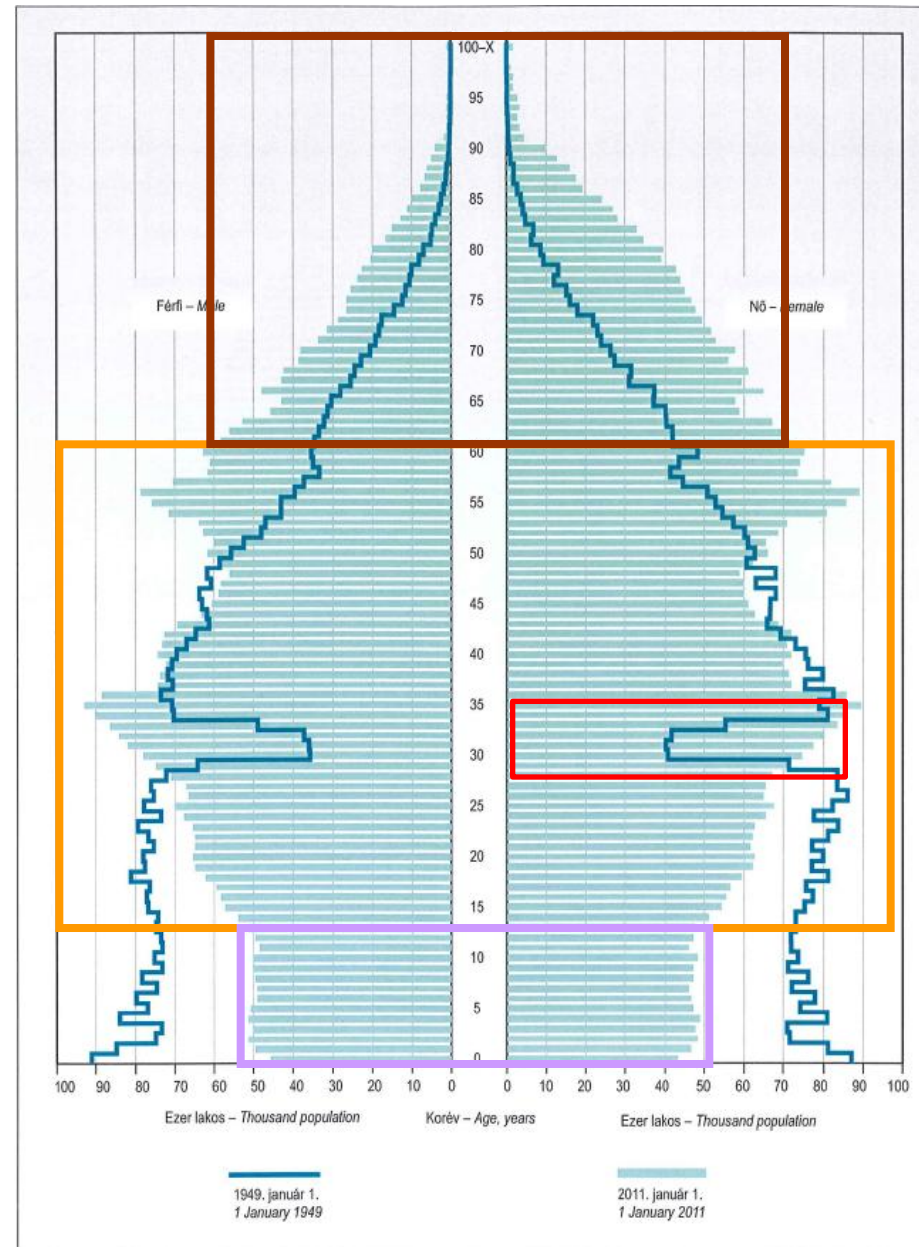 100–X
95
90
85
80
Férfi – Male
Nő – Female
75
70
65
60
55
50
45
40
35
30
25
20
15
10
5
0
100 90 80 70 60 50 40 30 20 10 0
0 10 20 30 40 50 60 70 80 90 100
Ezer lakos – Thousand population
Korév – Age, years
Ezer lakos – Thousand population
1949. január 1.
1 January 1949
2011. január 1.
1 January 2011